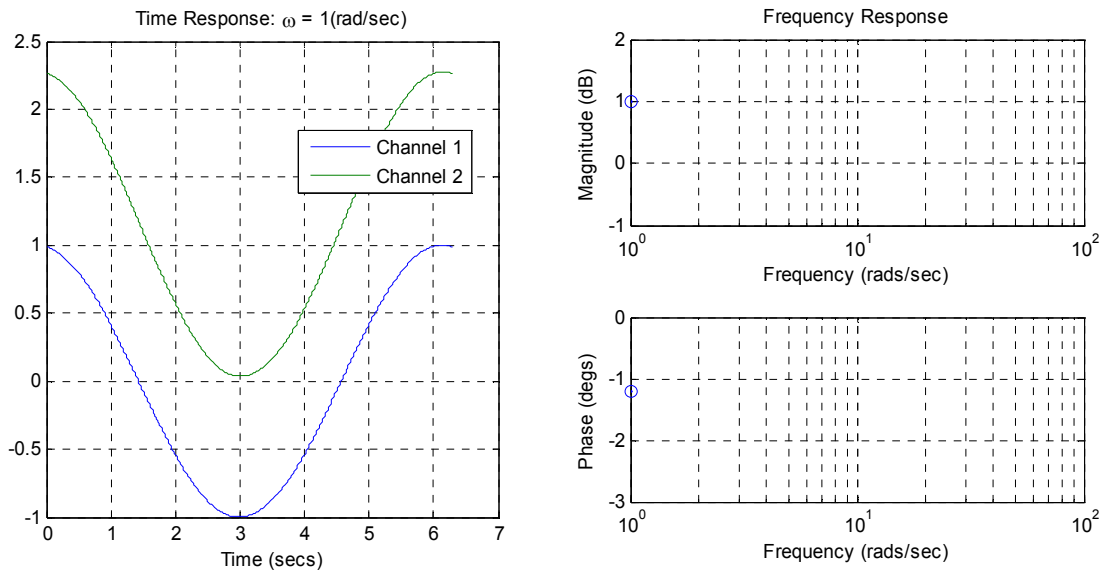 Time Response: ω = 1(rad/sec)
2.5
2
1.5
1
0.5
0
-0.5
-1
0 1 2 3 4 5 6 7
Time (secs)
Channel 1
Channel 2
Frequency Response
Magnitude (dB)
2
1
0
-1
10^0 10^1 10^2
Frequency (rads/sec)
Phase (degs)
0
-1
-2
-3
10^0 10^1 10^2
Frequency (rads/sec)